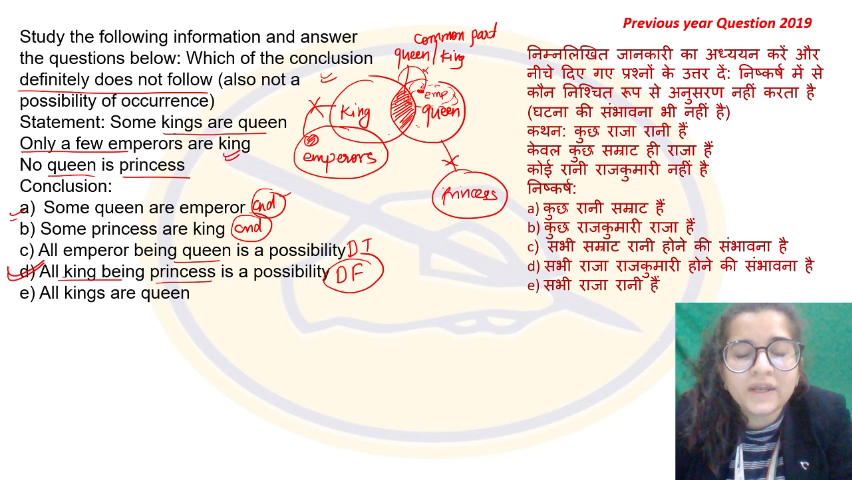 Previous year Question 2019
Study the following information and answer
the questions below: Which of the conclusion
definitely does not follow (also not a
possibility of occurrence)
Statement: Some kings are queen
Only a few emperors are king
No queen is princess
Conclusion:
a) Some queen are emperor and
b) Some princess are king and
c) All emperor being queen is a possibility DT
d) All king being princess is a possibility DF
e) All kings are queen
common part
queen / king
King
emp
queen
emperors
princess
निम्नलिखित जानकारी का अध्ययन करें और
नीचे दिए गए प्रश्नों के उत्तर दें: निष्कर्ष में से
कौन निश्चित रूप से अनुसरण नहीं करता है
(घटना की संभावना भी नहीं है)
कथन: कुछ राजा रानी हैं
केवल कुछ सम्राट ही राजा हैं
कोई रानी राजकुमारी नहीं है
निष्कर्ष:
a) कुछ रानी सम्राट हैं
b) कुछ राजकुमारी राजा हैं
c) सभी सम्राट रानी होने की संभावना है
d) सभी राजा राजकुमारी होने की संभावना है
e) सभी राजा रानी हैं